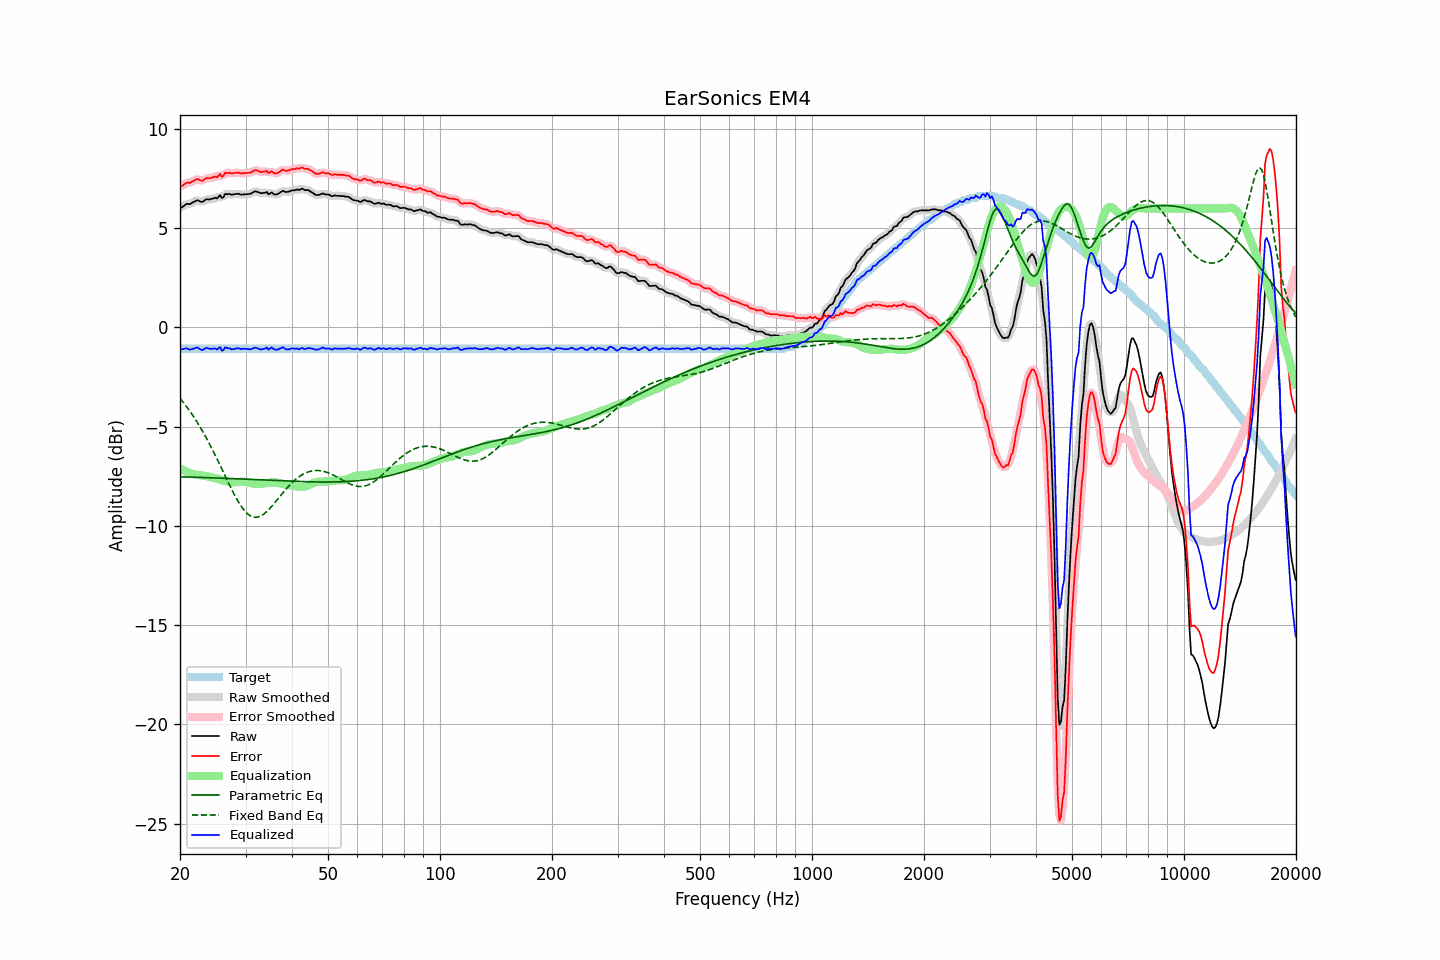 EarSonics EM4
Amplitude (dBr)
10
5
0
−5
−10
−15
−20
−25
Target
Raw Smoothed
Error Smoothed
Raw
Error
Equalization
Parametric Eq
Fixed Band Eq
Equalized
20 50 100 200 500 1000 2000 5000 10000 20000
Frequency (Hz)